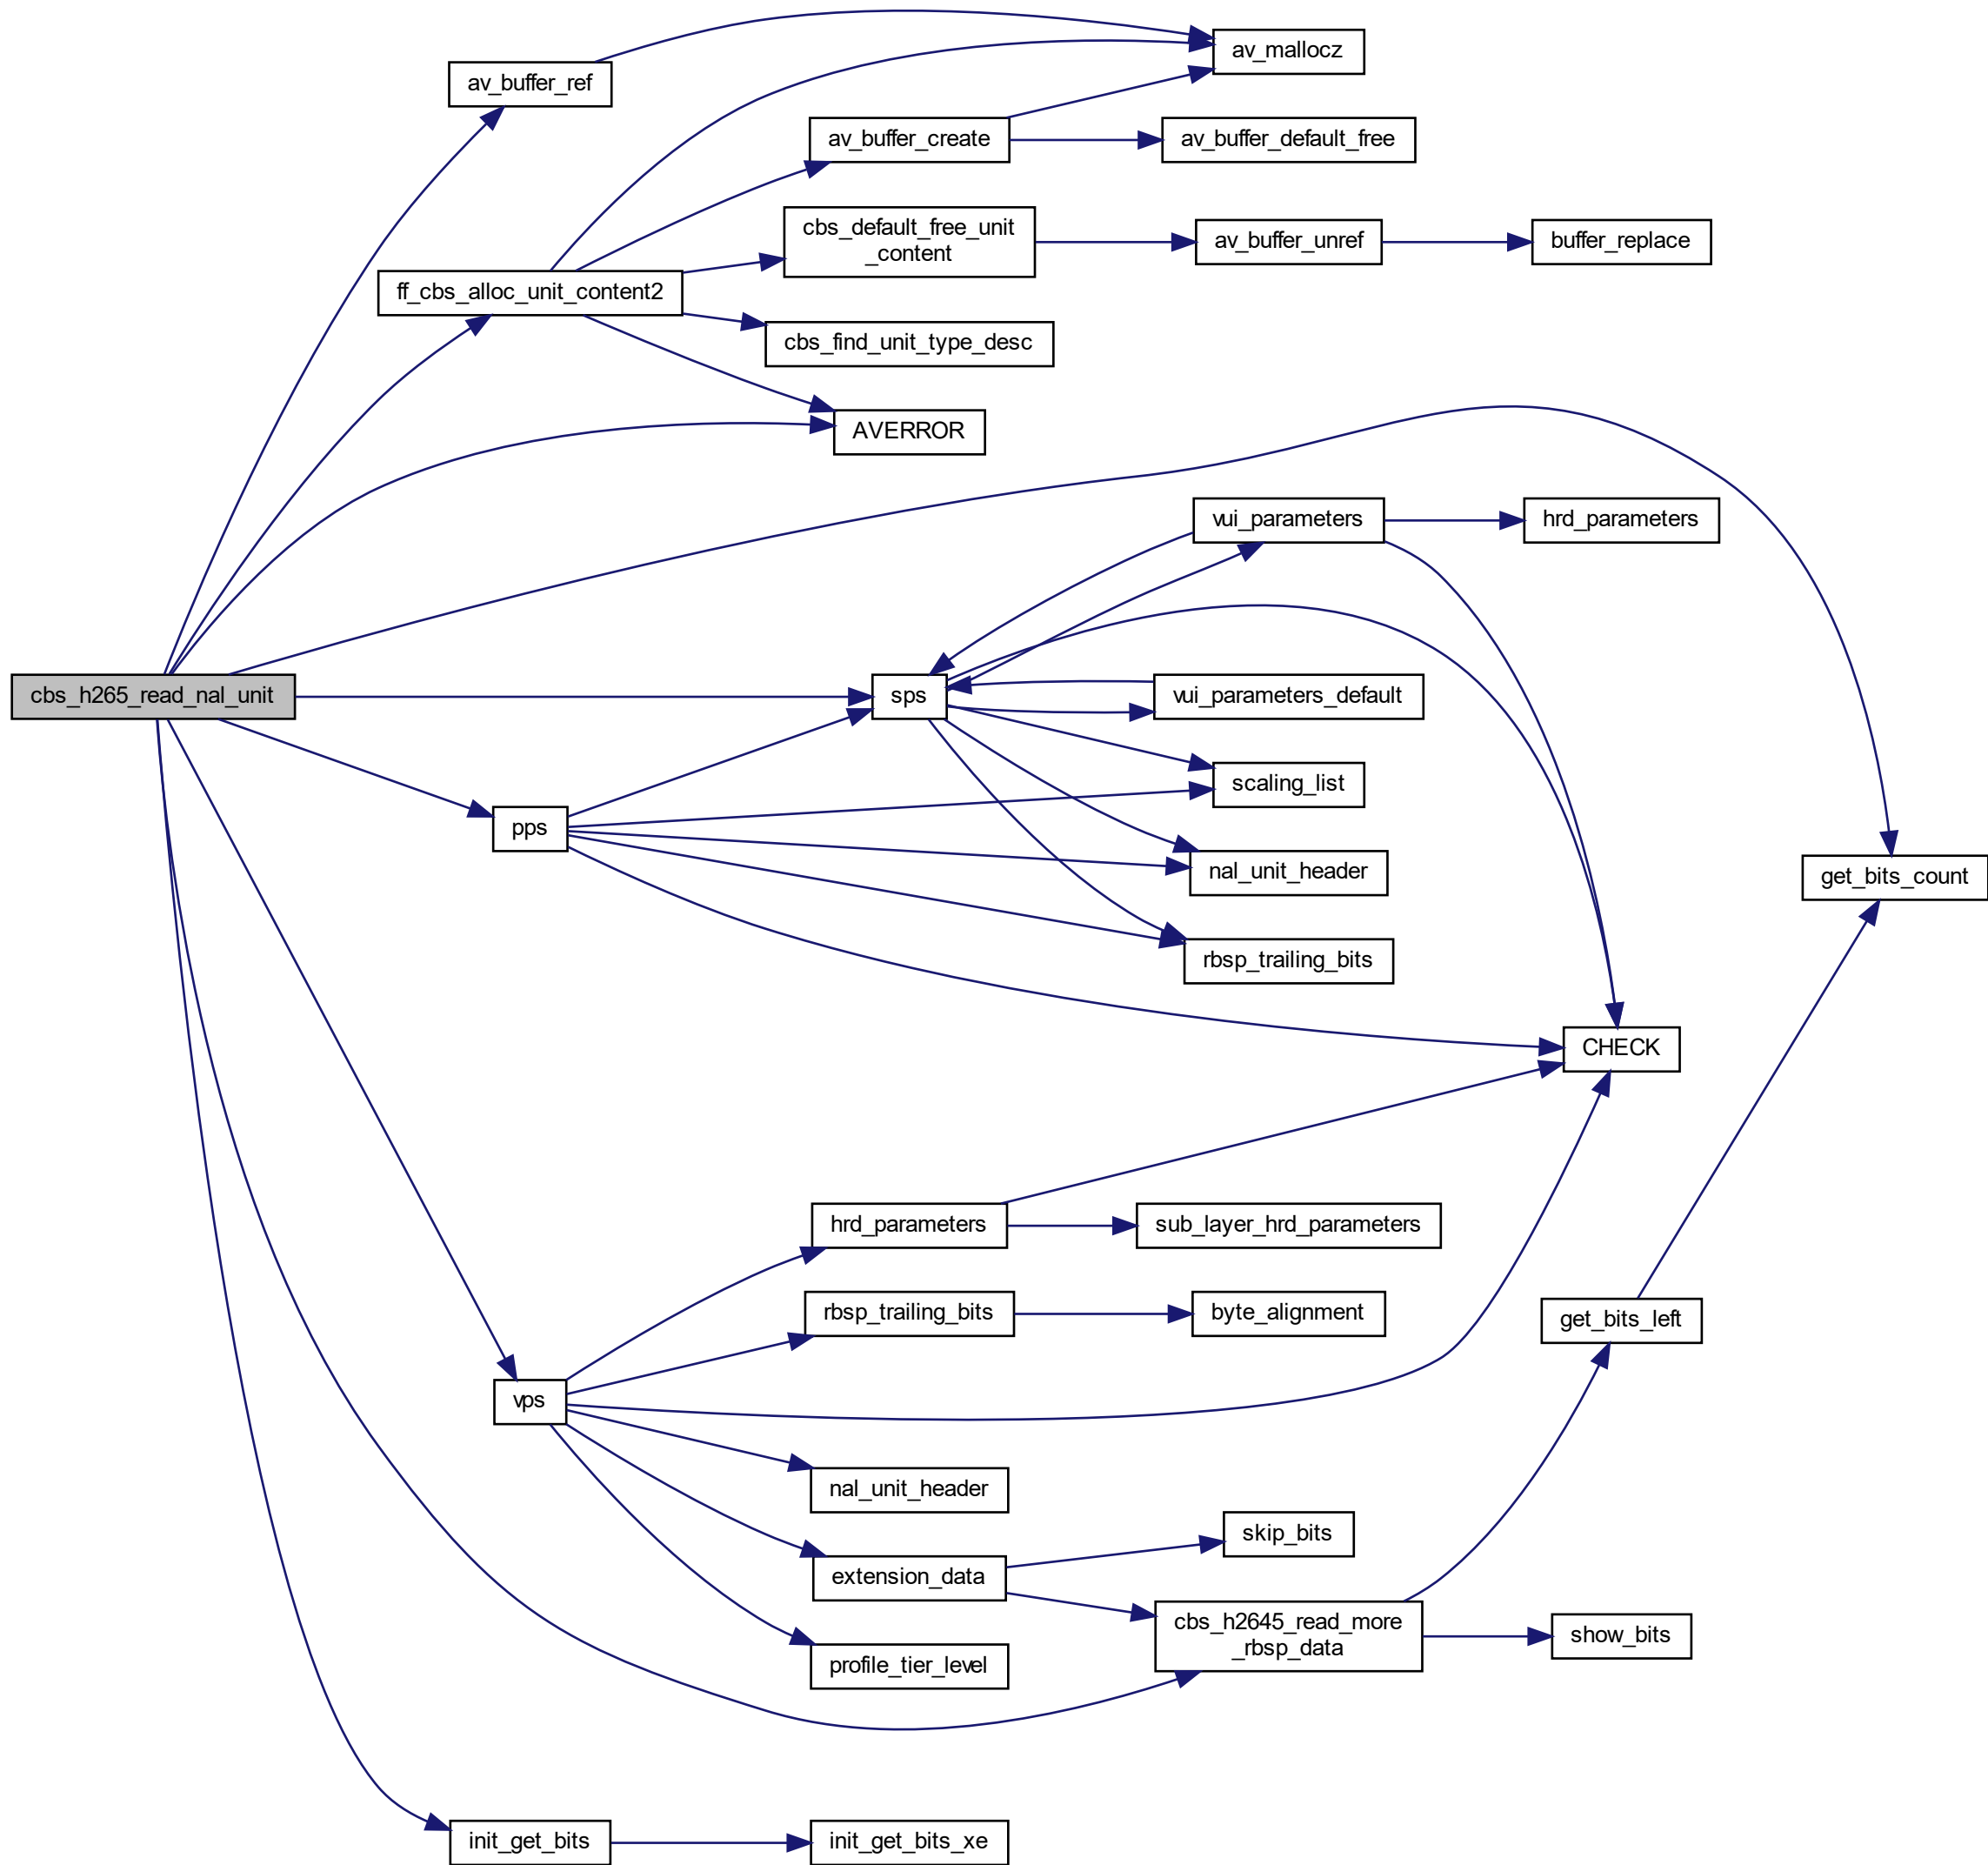 av_mallocz
av_buffer_ref
av_buffer_create
av_buffer_default_free
cbs_default_free_unit
_content
av_buffer_unref
buffer_replace
ff_cbs_alloc_unit_content2
cbs_find_unit_type_desc
AVERROR
vui_parameters
hrd_parameters
cbs_h265_read_nal_unit
sps
vui_parameters_default
scaling_list
pps
nal_unit_header
get_bits_count
rbsp_trailing_bits
CHECK
hrd_parameters
sub_layer_hrd_parameters
rbsp_trailing_bits
byte_alignment
get_bits_left
vps
nal_unit_header
skip_bits
extension_data
cbs_h2645_read_more
_rbsp_data
show_bits
profile_tier_level
init_get_bits
init_get_bits_xe